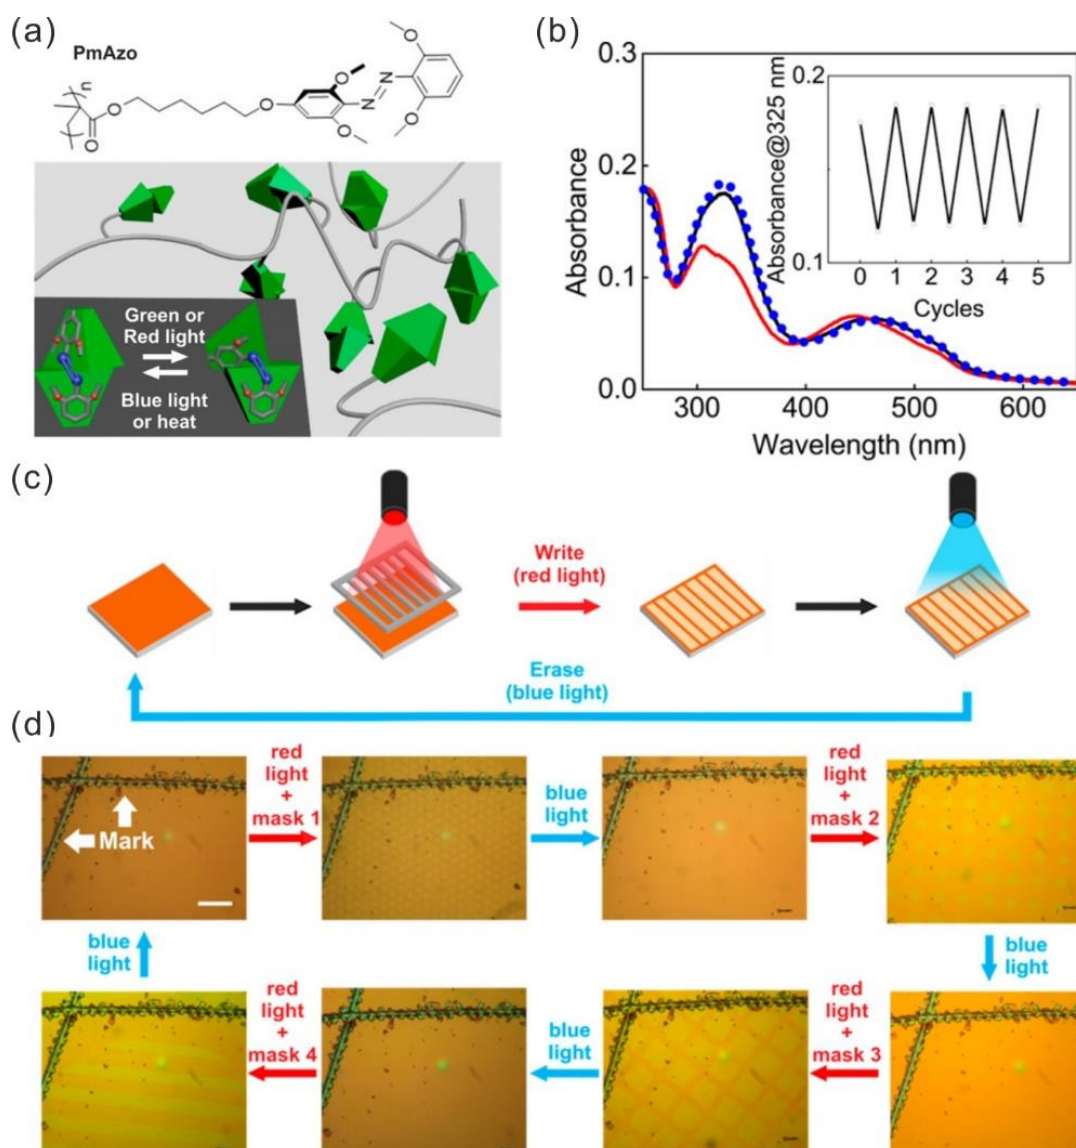 (a)
PmAzo
n
O
O
O
O
O
N
N
O
O
Green or
Red light
Blue light
or heat
(b)
0.3
0.2
0.1
0.0
Absorbance
300
400
500
600
Wavelength (nm)
0.2
0.1
Absorbance@325 nm
0
1
2
3
4
5
Cycles
(c)
Write
(red light)
Erase
(blue light)
(d)
Mark
red
light
+
mask 1
blue
light
red
light
+
mask 2
blue
light
blue
light
red
light
+
mask 4
blue
light
red
light
+
mask 3